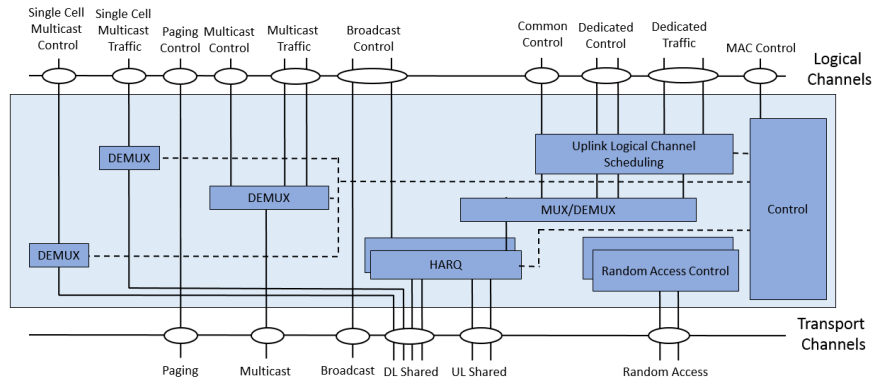 Single Cell
Multicast
Control
Single Cell
Multicast
Traffic
Paging
Control
Multicast
Control
Multicast
Traffic
Broadcast
Control
Common
Control
Dedicated
Control
Dedicated
Traffic
MAC Control
Logical
Channels
Uplink Logical Channel
Scheduling
DEMUX
DEMUX
MUX/DEMUX
Control
DEMUX
HARQ
Random Access Control
Transport
Channels
Paging
Multicast
Broadcast
DL Shared
UL Shared
Random Access